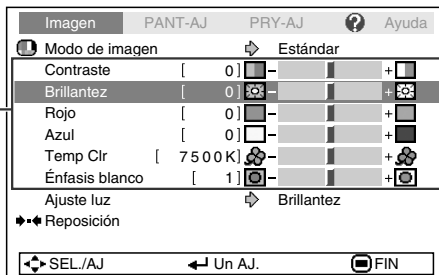 Imagen PANT-AJ PRY-AJ ? Ayuda
Modo de imagen Estándar
Contraste [ 0 ] - +
Brillantez [ 0 ] - +
Rojo [ 0 ] - +
Azul [ 0 ] - +
Temp Clr [ 7500K ] - +
Énfasis blanco [ 1 ] - +
Ajuste luz Brillantez
Reposición
SEL./AJ Un AJ. FIN